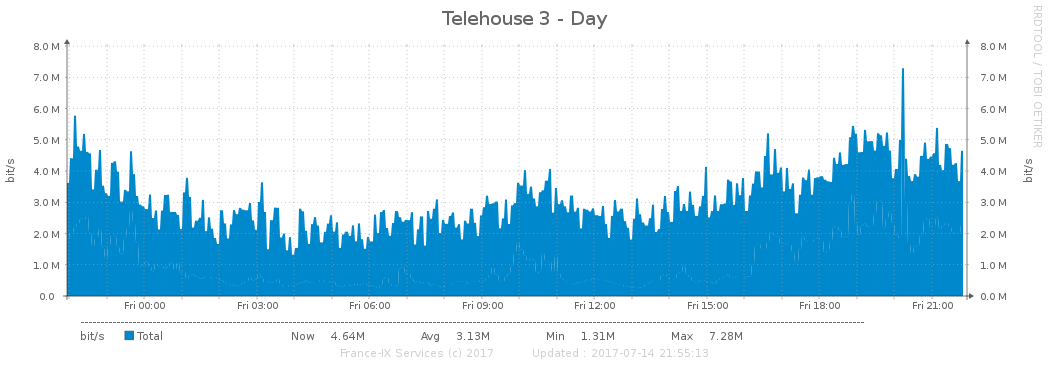 Telehouse 3 - Day
RRDTOOL / TOBI OETIKER
bit/s
8.0 M
7.0 M
6.0 M
5.0 M
4.0 M
3.0 M
2.0 M
1.0 M
0.0
8.0 M
7.0 M
6.0 M
5.0 M
4.0 M
3.0 M
2.0 M
1.0 M
0.0 M
bit/s
Fri 00:00 Fri 03:00 Fri 06:00 Fri 09:00 Fri 12:00 Fri 15:00 Fri 18:00 Fri 21:00
bit/s Total Now 4.64M Avg 3.13M Min 1.31M Max 7.28M
France-IX Services (c) 2017 Updated : 2017-07-14 21:55:13